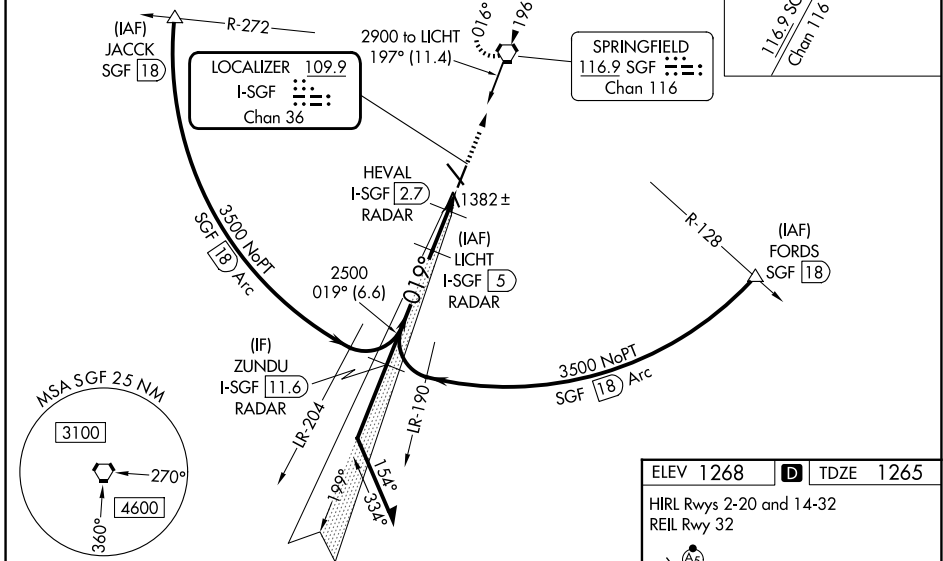 R-272
(IAF)
JACCK
SGF 18
LOCALIZER 109.9
I-SGF
Chan 36
2900 to LICHT
197° (11.4)
016°
196°
SPRINGFIELD
116.9 SGF
Chan 116
Chan 116
HEVAL
I-SGF 2.7
RADAR
1382 ±
(IAF)
LICHT
I-SGF 5
RADAR
R-128
(IAF)
FORDS
SGF 18
3500 NoPT
SGF 18 Arc
2500
019° (6.6)
019°
3500 NoPT
SGF 18 Arc
(IF)
ZUNDU
I-SGF 11.6
RADAR
LR-204
LR-190
199°
154°
334°
MSA SGF 25 NM
3100
270°
4600
360°
ELEV 1268
D
TDZE 1265
HIRL Rwys 2-20 and 14-32
REIL Rwy 32